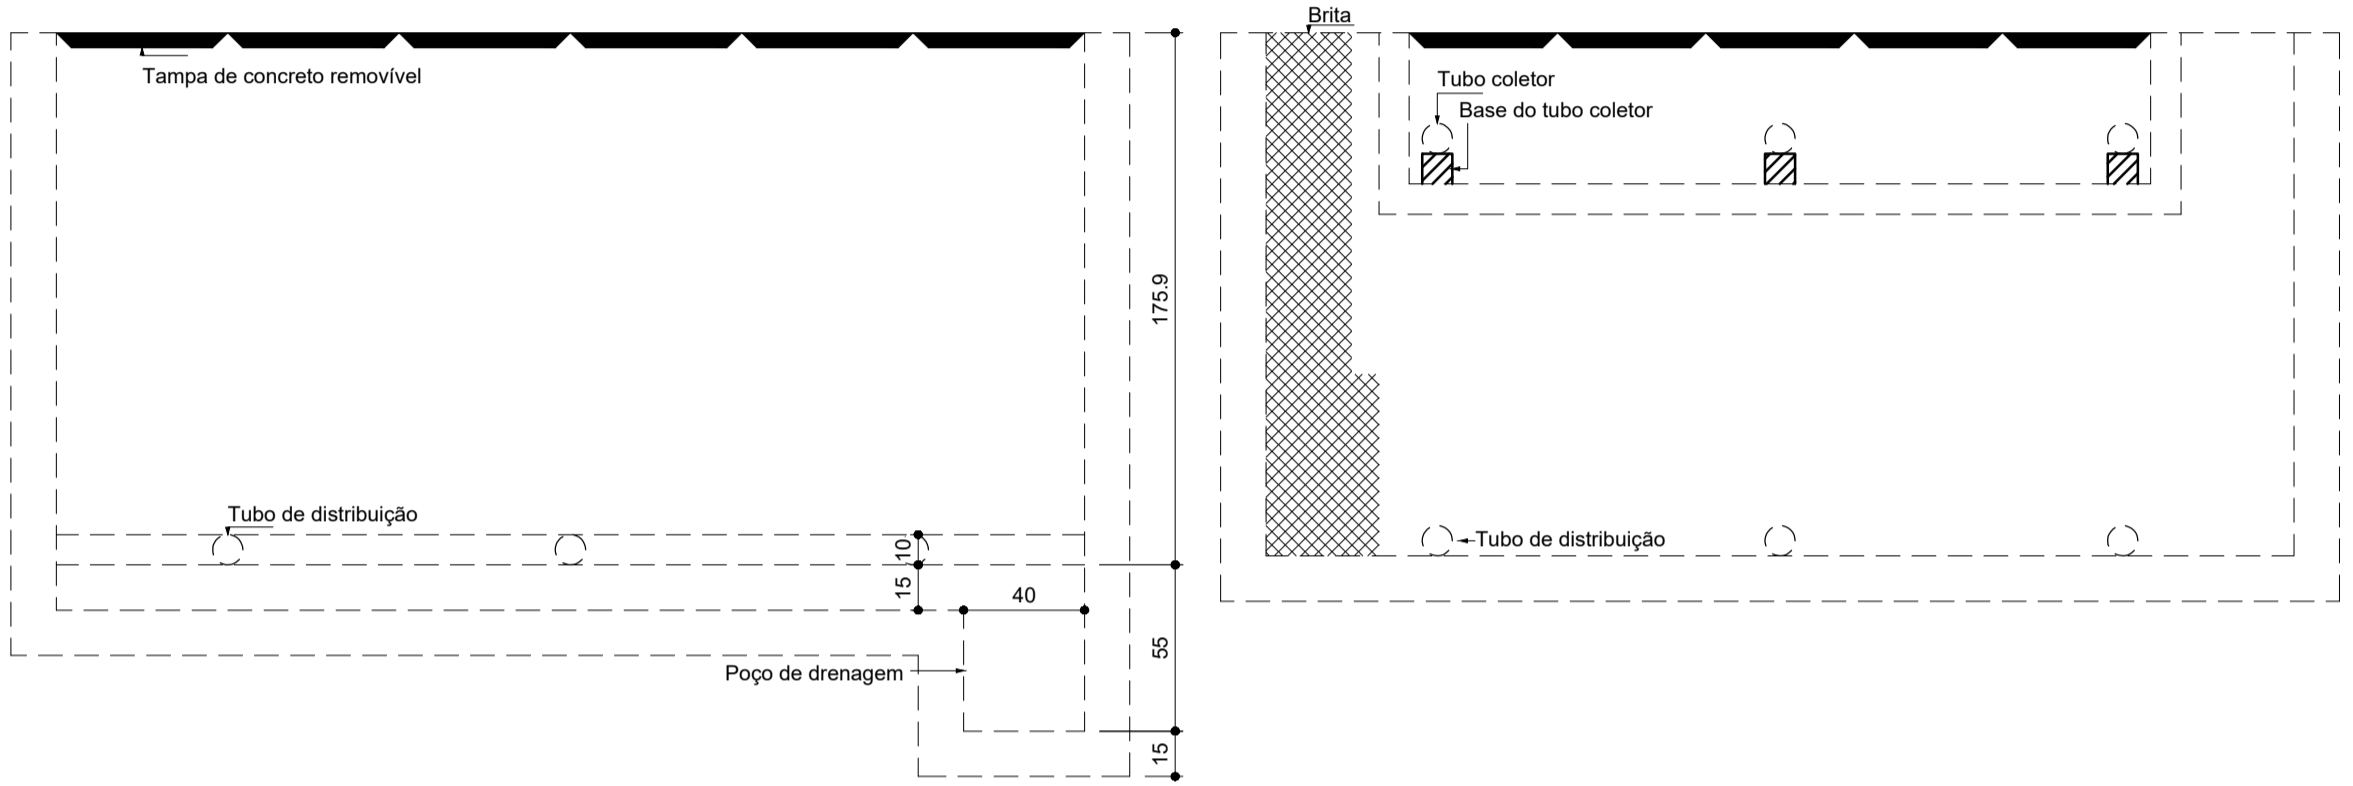 Tampa de concreto removível
Tubo de distribuição
10
15
40
Poço de drenagem
175.9
55
15
Brita
Tubo coletor
Base do tubo coletor
Tubo de distribuição